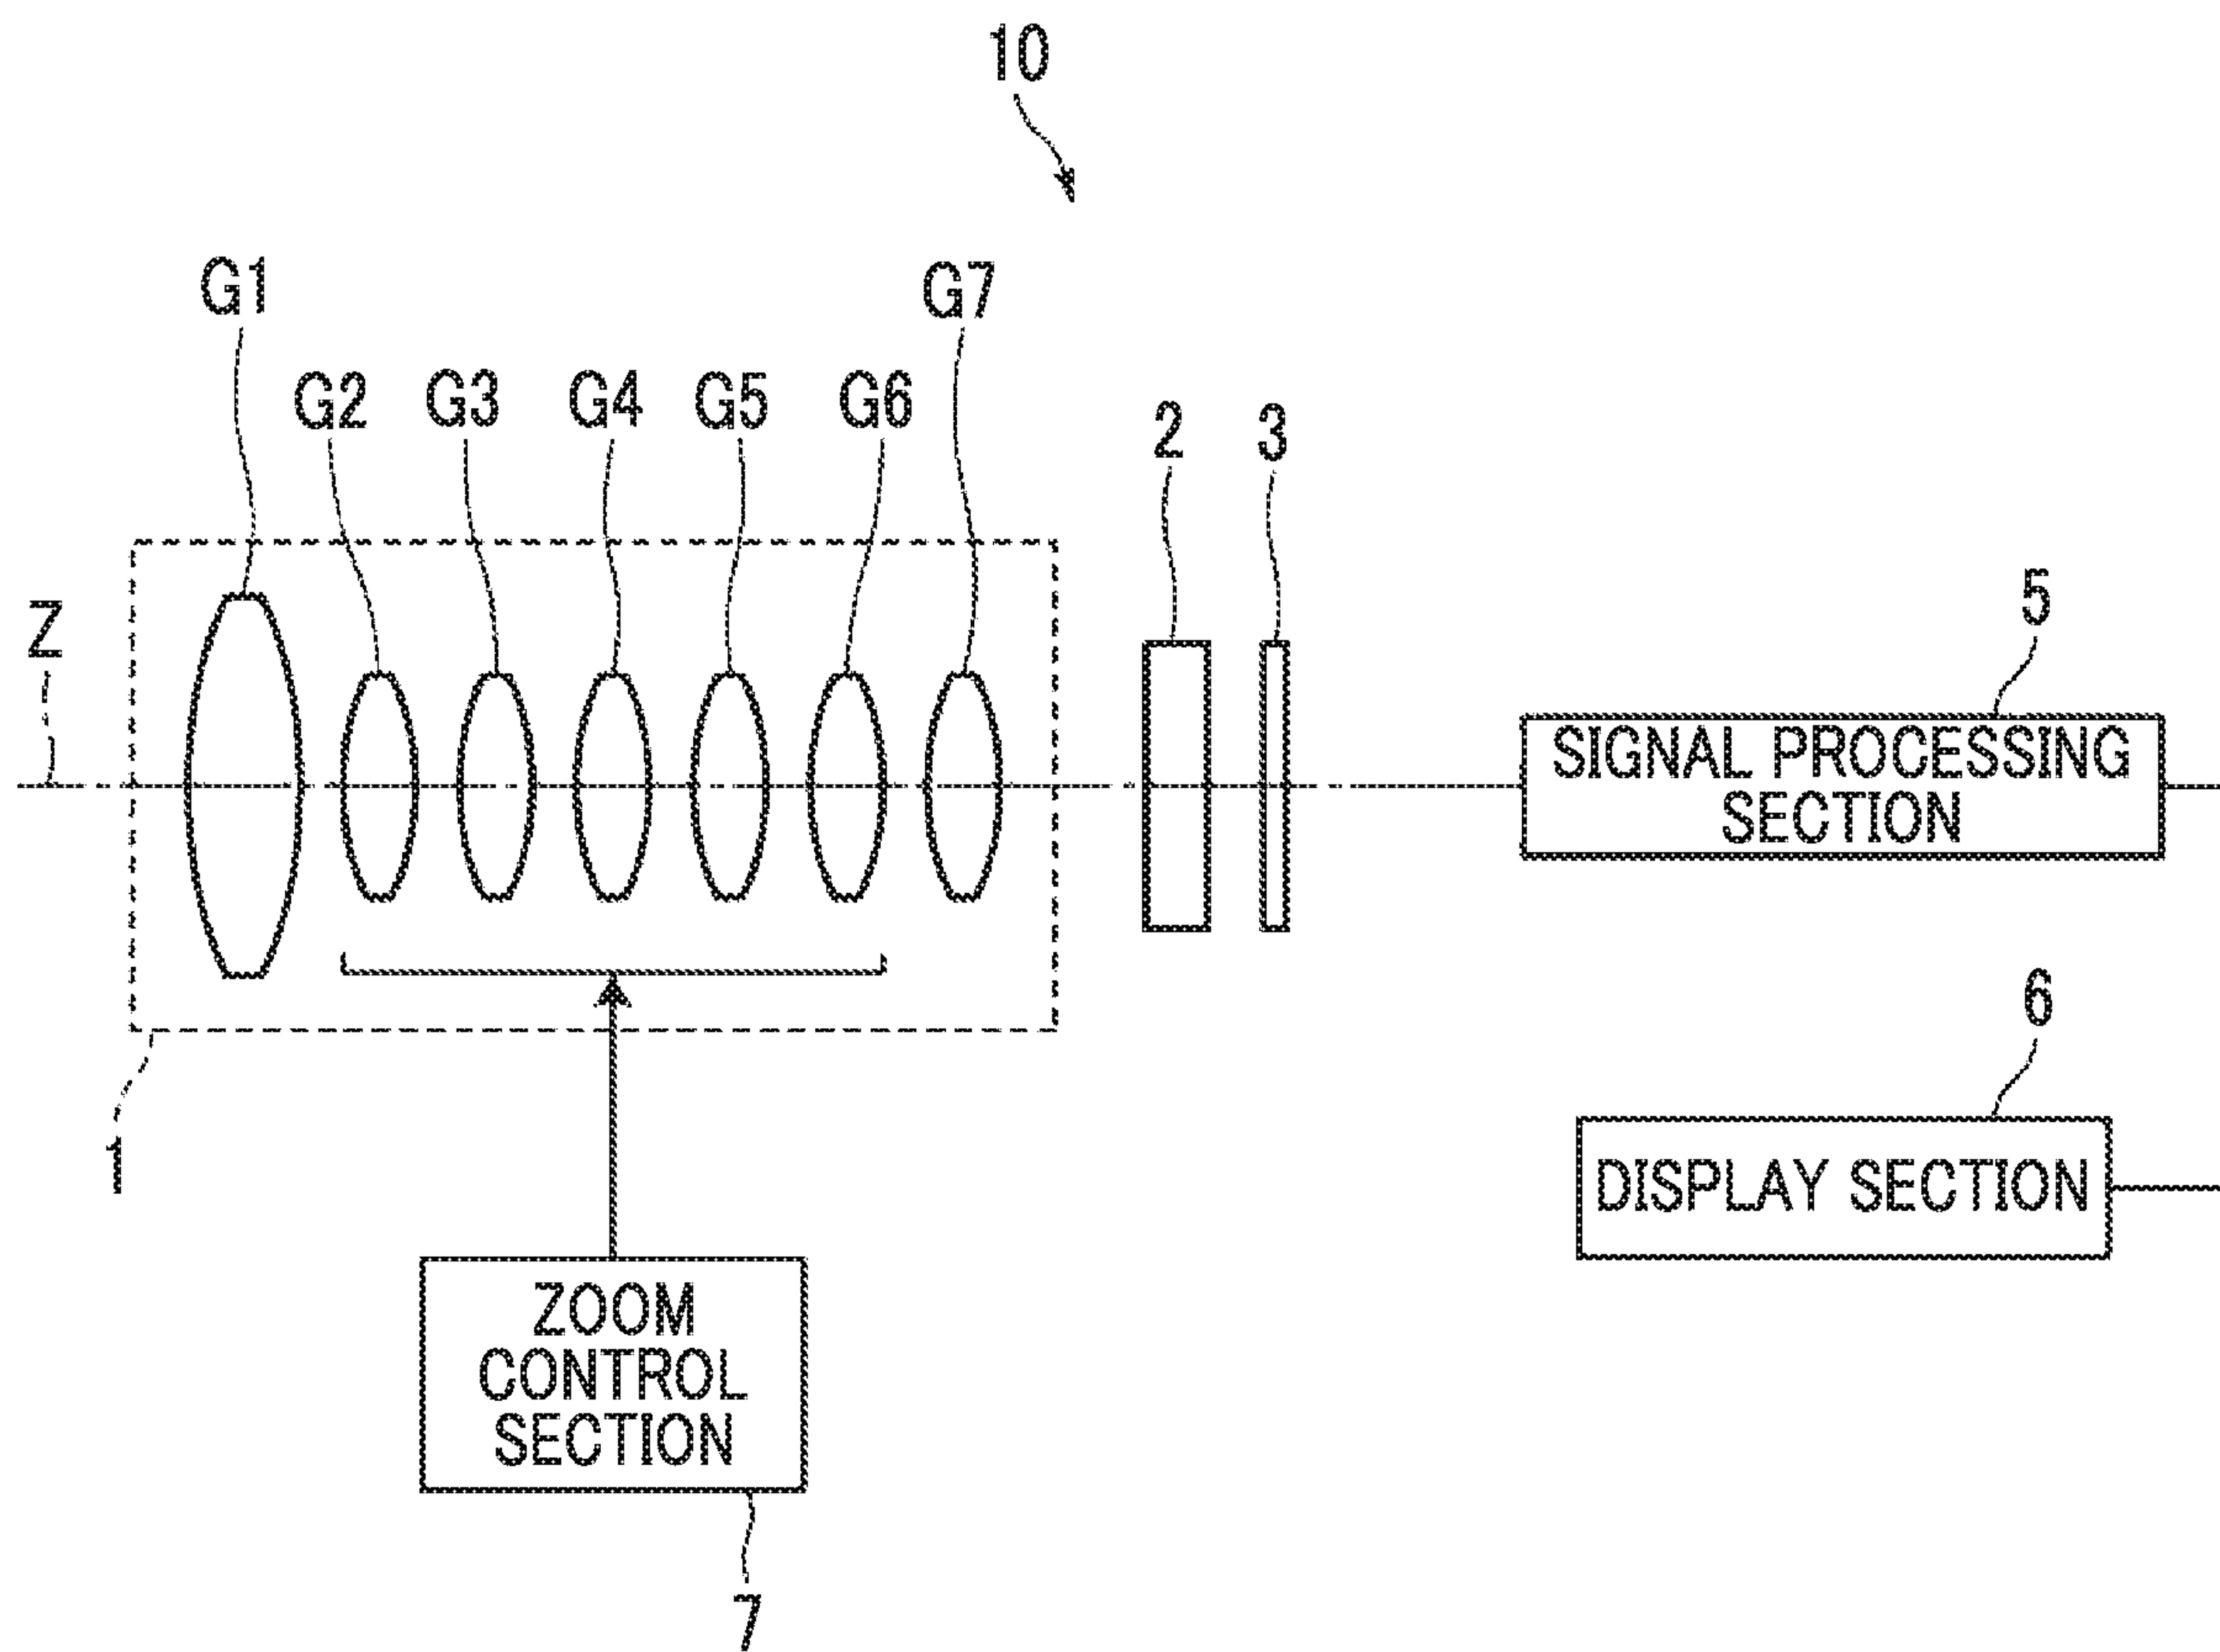 10
G1
G7
G2 G3 G4 G5 G6
2 3
Z
5
SIGNAL PROCESSING
SECTION
6
1
DISPLAY SECTION
ZOOM
CONTROL
SECTION
7